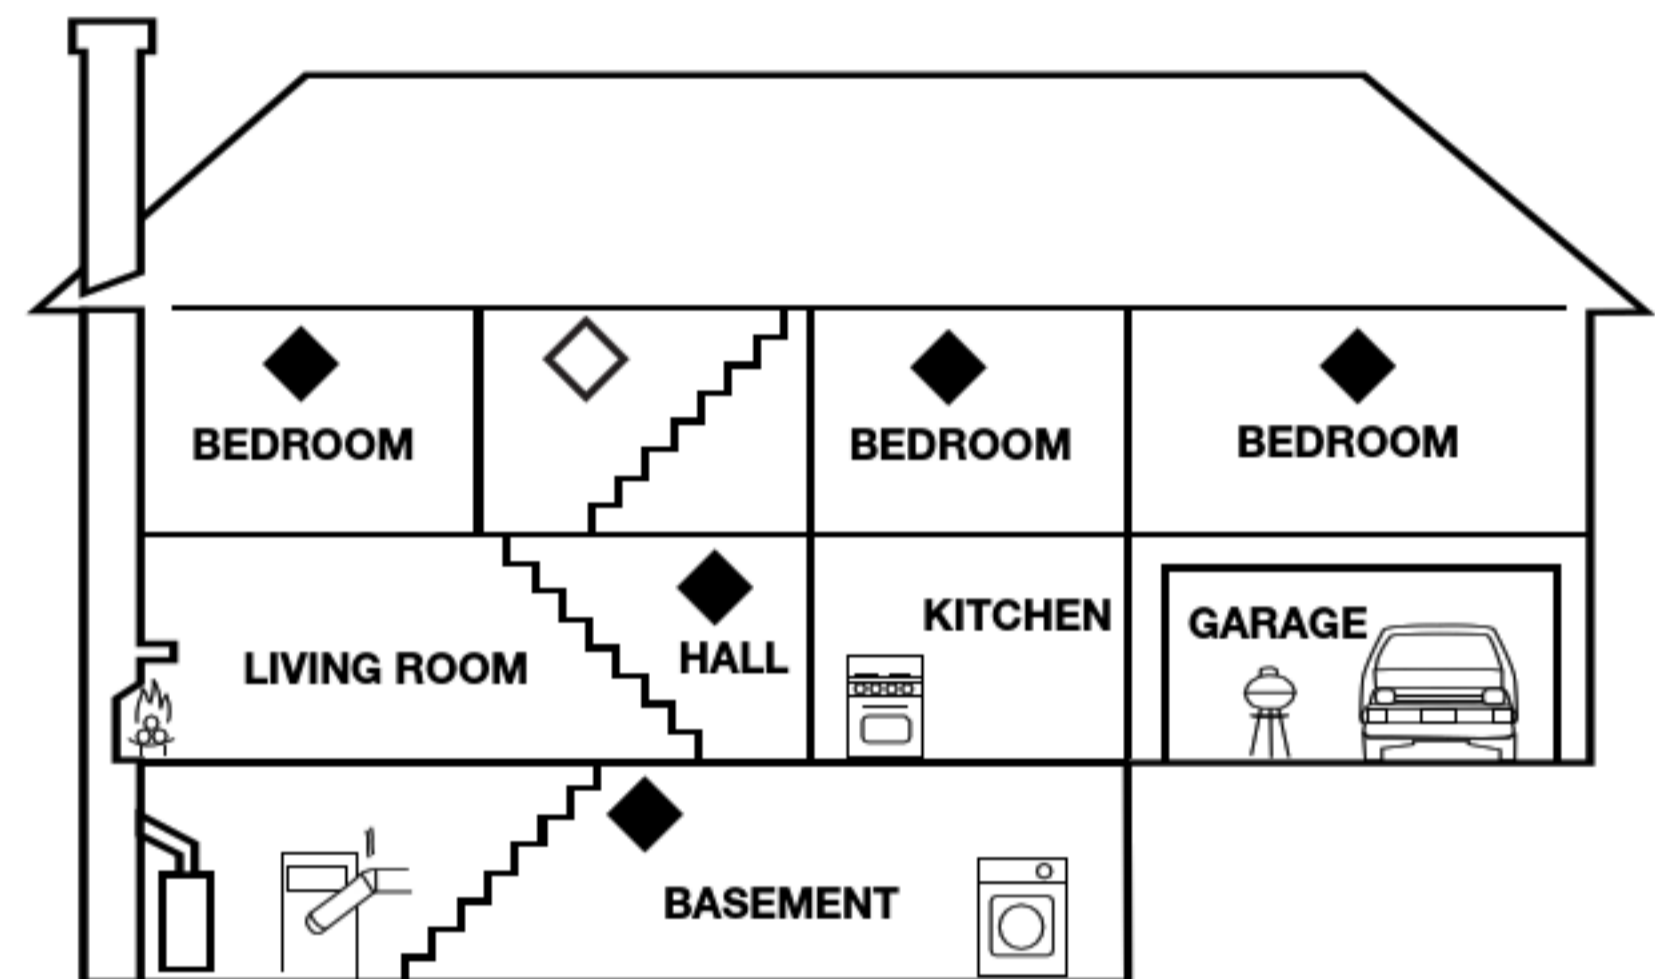 BEDROOM
BEDROOM
BEDROOM
LIVING ROOM
HALL
KITCHEN
GARAGE
BASEMENT